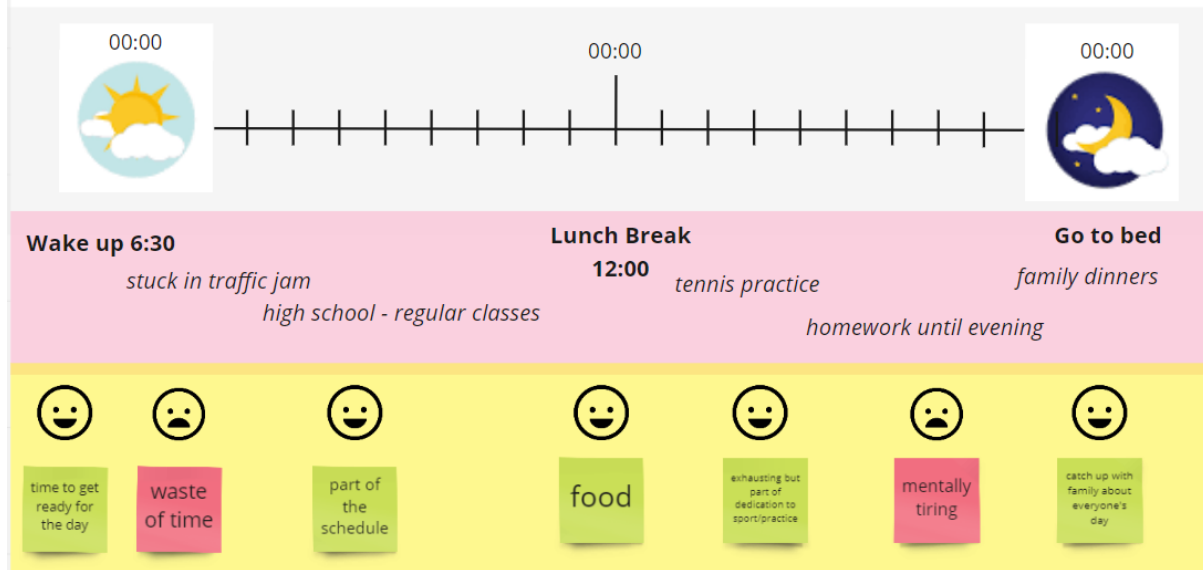 00:00
00:00
00:00
Wake up 6:30
Lunch Break
12:00
Go to bed
stuck in traffic jam
tennis practice
family dinners
high school - regular classes
homework until evening
time to get
ready for
the day
waste
of time
part of
the
schedule
food
exhausting but
part of
dedication to
sport/practice
mentally
tiring
catch up with
family about
everyone's
day